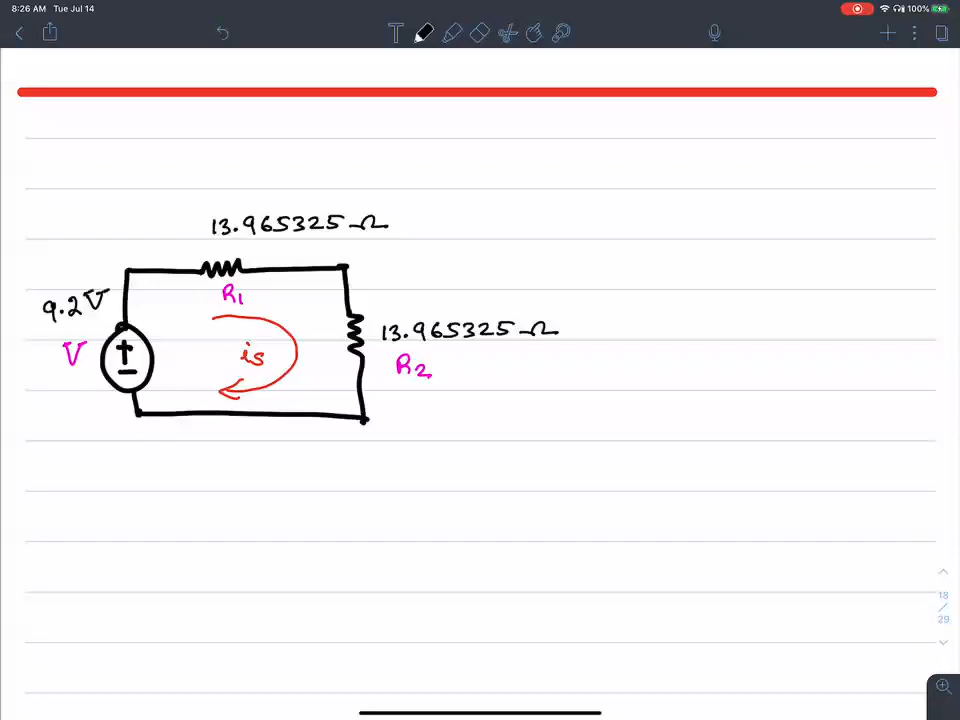 8:26 AM Tue Jul 14
100%
T
13.965325 Ω
R1
9.2V
13.965325 Ω
V
+
is
R2
−
18
/
29